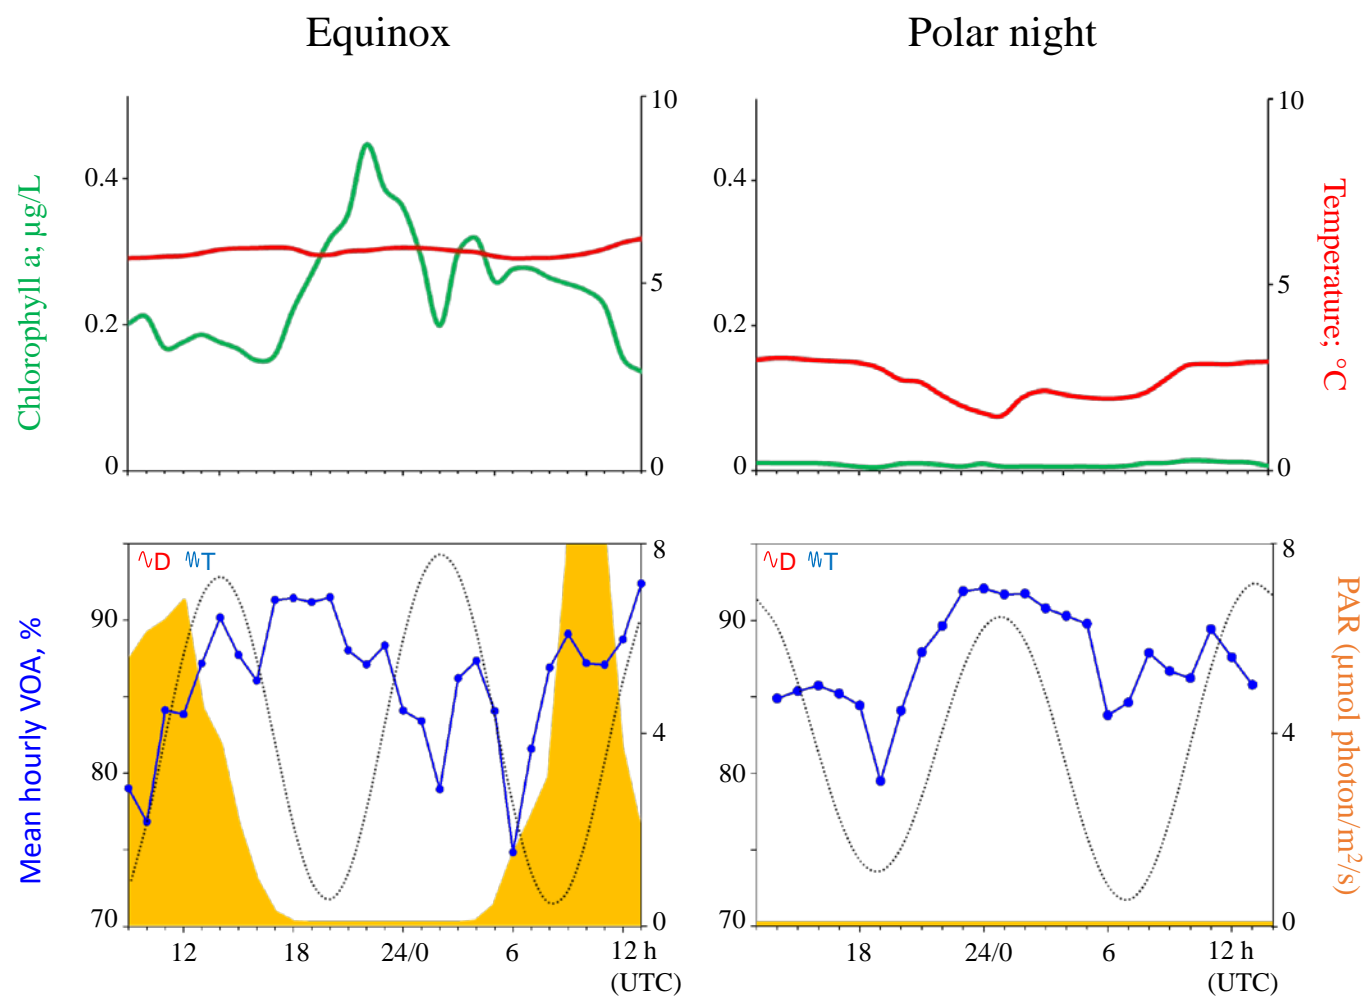 Equinox
Polar night
Chlorophyll a; µg/L
0.4
0.2
0
10
5
0
0.4
0.2
0
10
5
0
Temperature; °C
Mean hourly VOA, %
90
80
70
D T
8
4
0
12
18
24/0
6
12 h
(UTC)
90
80
70
D T
8
4
0
18
24/0
6
12 h
(UTC)
PAR (µmol photon/m²/s)